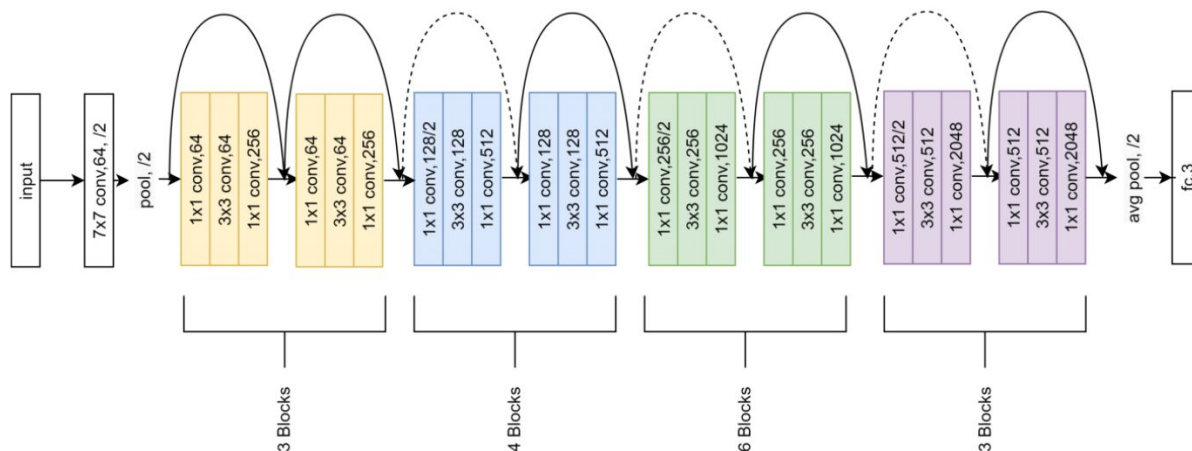 input
7x7 conv,64, /2
pool, /2
1x1 conv,64
3x3 conv,64
1x1 conv,256
1x1 conv,64
3x3 conv,64
1x1 conv,256
1x1 conv,128/2
3x3 conv,128
1x1 conv,512
1x1 conv,128
3x3 conv,128
1x1 conv,512
1x1 conv,256/2
3x3 conv,256
1x1 conv,1024
1x1 conv,256
3x3 conv,256
1x1 conv,1024
1x1 conv,512/2
3x3 conv,512
1x1 conv,2048
1x1 conv,512
3x3 conv,512
1x1 conv,2048
avg pool, /2
fc,3
3 Blocks
4 Blocks
6 Blocks
3 Blocks